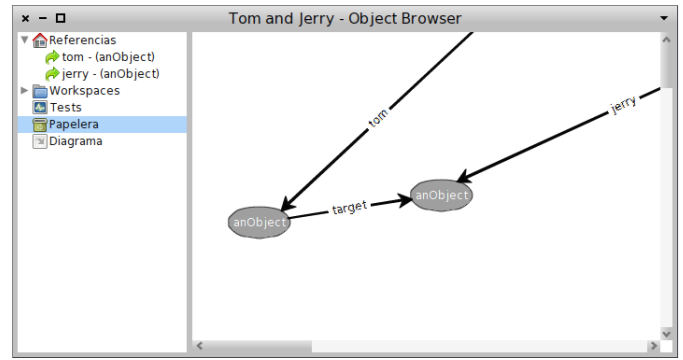 Tom and Jerry - Object Browser
Referencias
tom - (anObject)
jerry - (anObject)
Workspaces
Tests
Papelera
Diagrama
tom
jerry
anObject
target
anObject